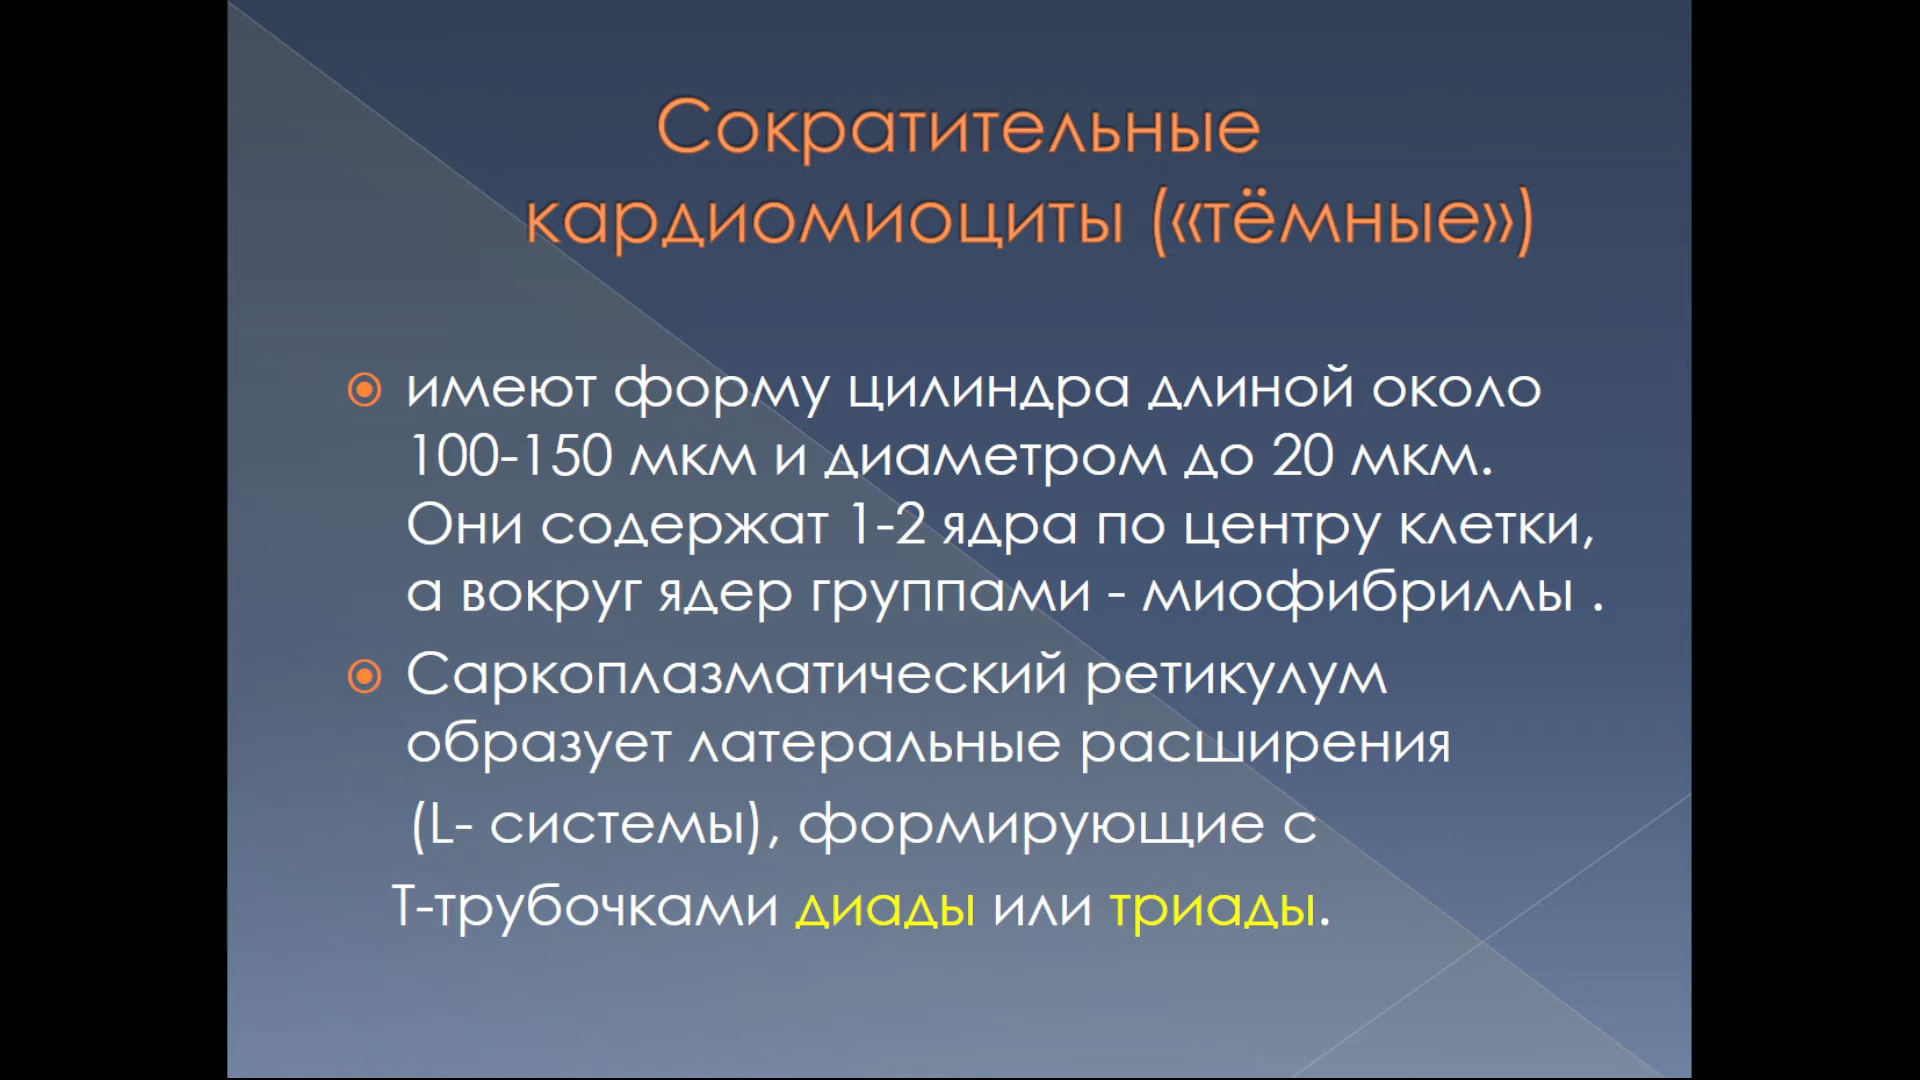 Сократительные
кардиомиоциты («тёмные»)
имеют форму цилиндра длиной около
100-150 мкм и диаметром до 20 мкм.
Они содержат 1-2 ядра по центру клетки,
а вокруг ядер группами - миофибриллы .
Саркоплазматический ретикулум
образует латеральные расширения
(L- системы), формирующие с
Т-трубочками диады или триады.